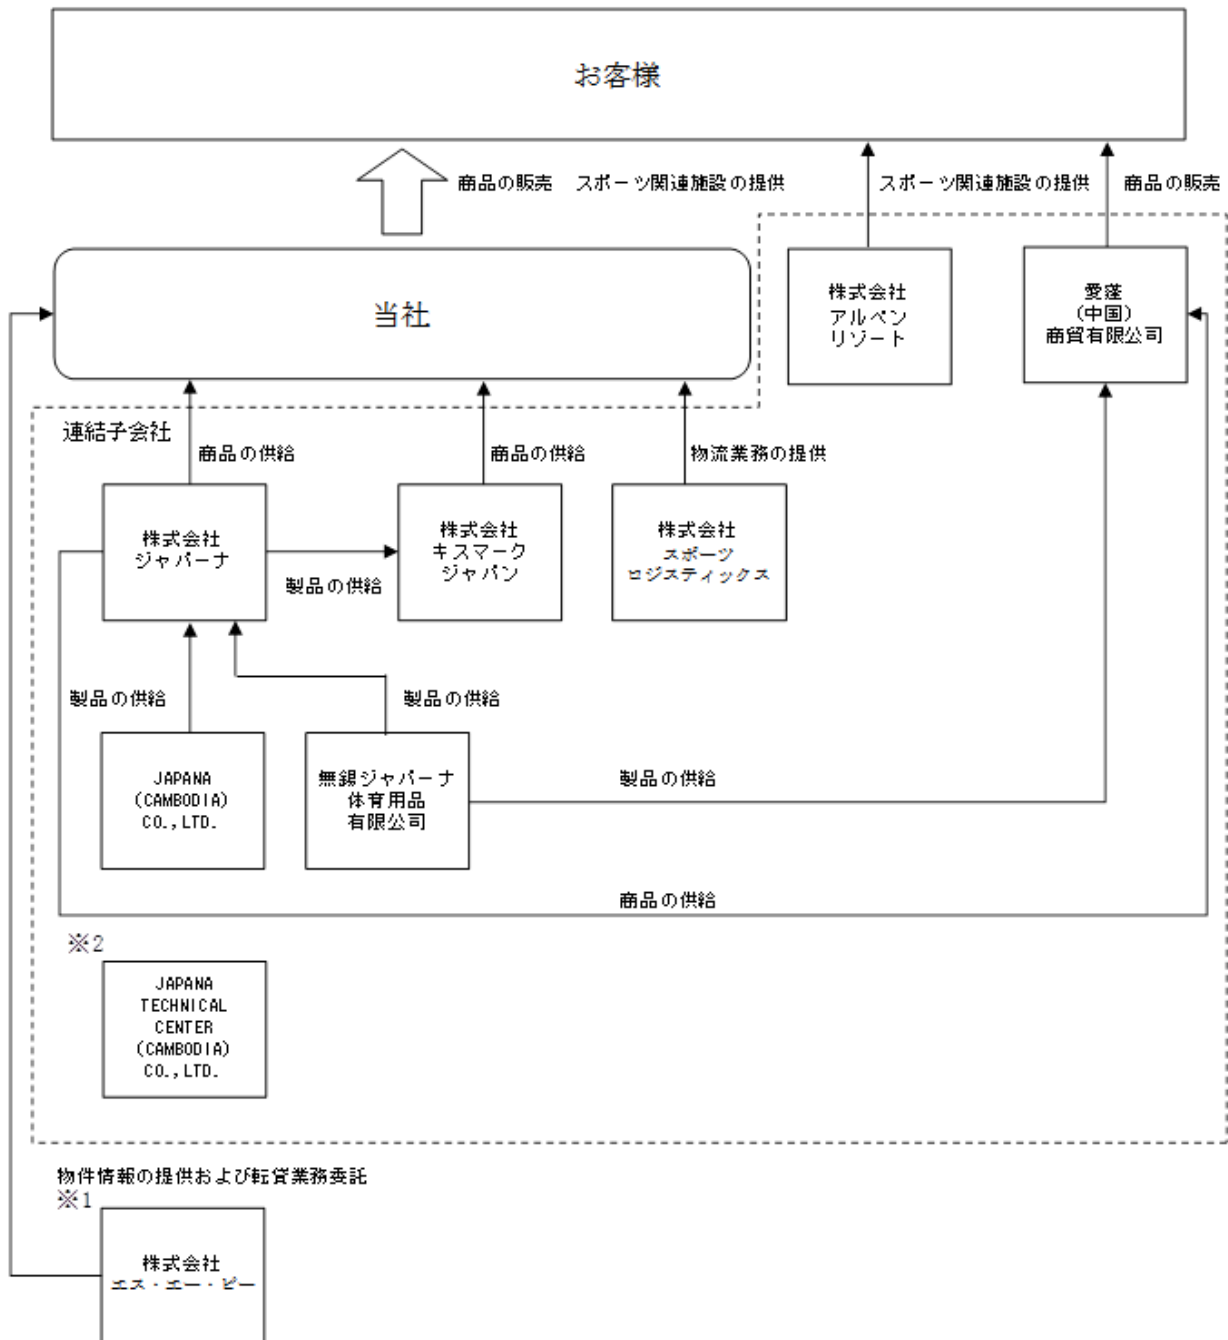 お客様
商品の販売　スポーツ関連施設の提供
スポーツ関連施設の提供
商品の販売
当社
株式会社
アルペン
リゾート
愛蓬
(中国)
商貿有限公司
連結子会社
商品の供給
商品の供給
物流業務の提供
株式会社
ジャパーナ
製品の供給
株式会社
キスマーク
ジャパン
株式会社
スポーツ
ロジスティックス
製品の供給
製品の供給
JAPANA
(CAMBODIA)
CO.,LTD.
無錫ジャパーナ
体育用品
有限公司
製品の供給
商品の供給
※2
JAPANA
TECHNICAL
CENTER
(CAMBODIA)
CO.,LTD.
物件情報の提供および転貸業務委託
※1
株式会社
エス・エー・ピー